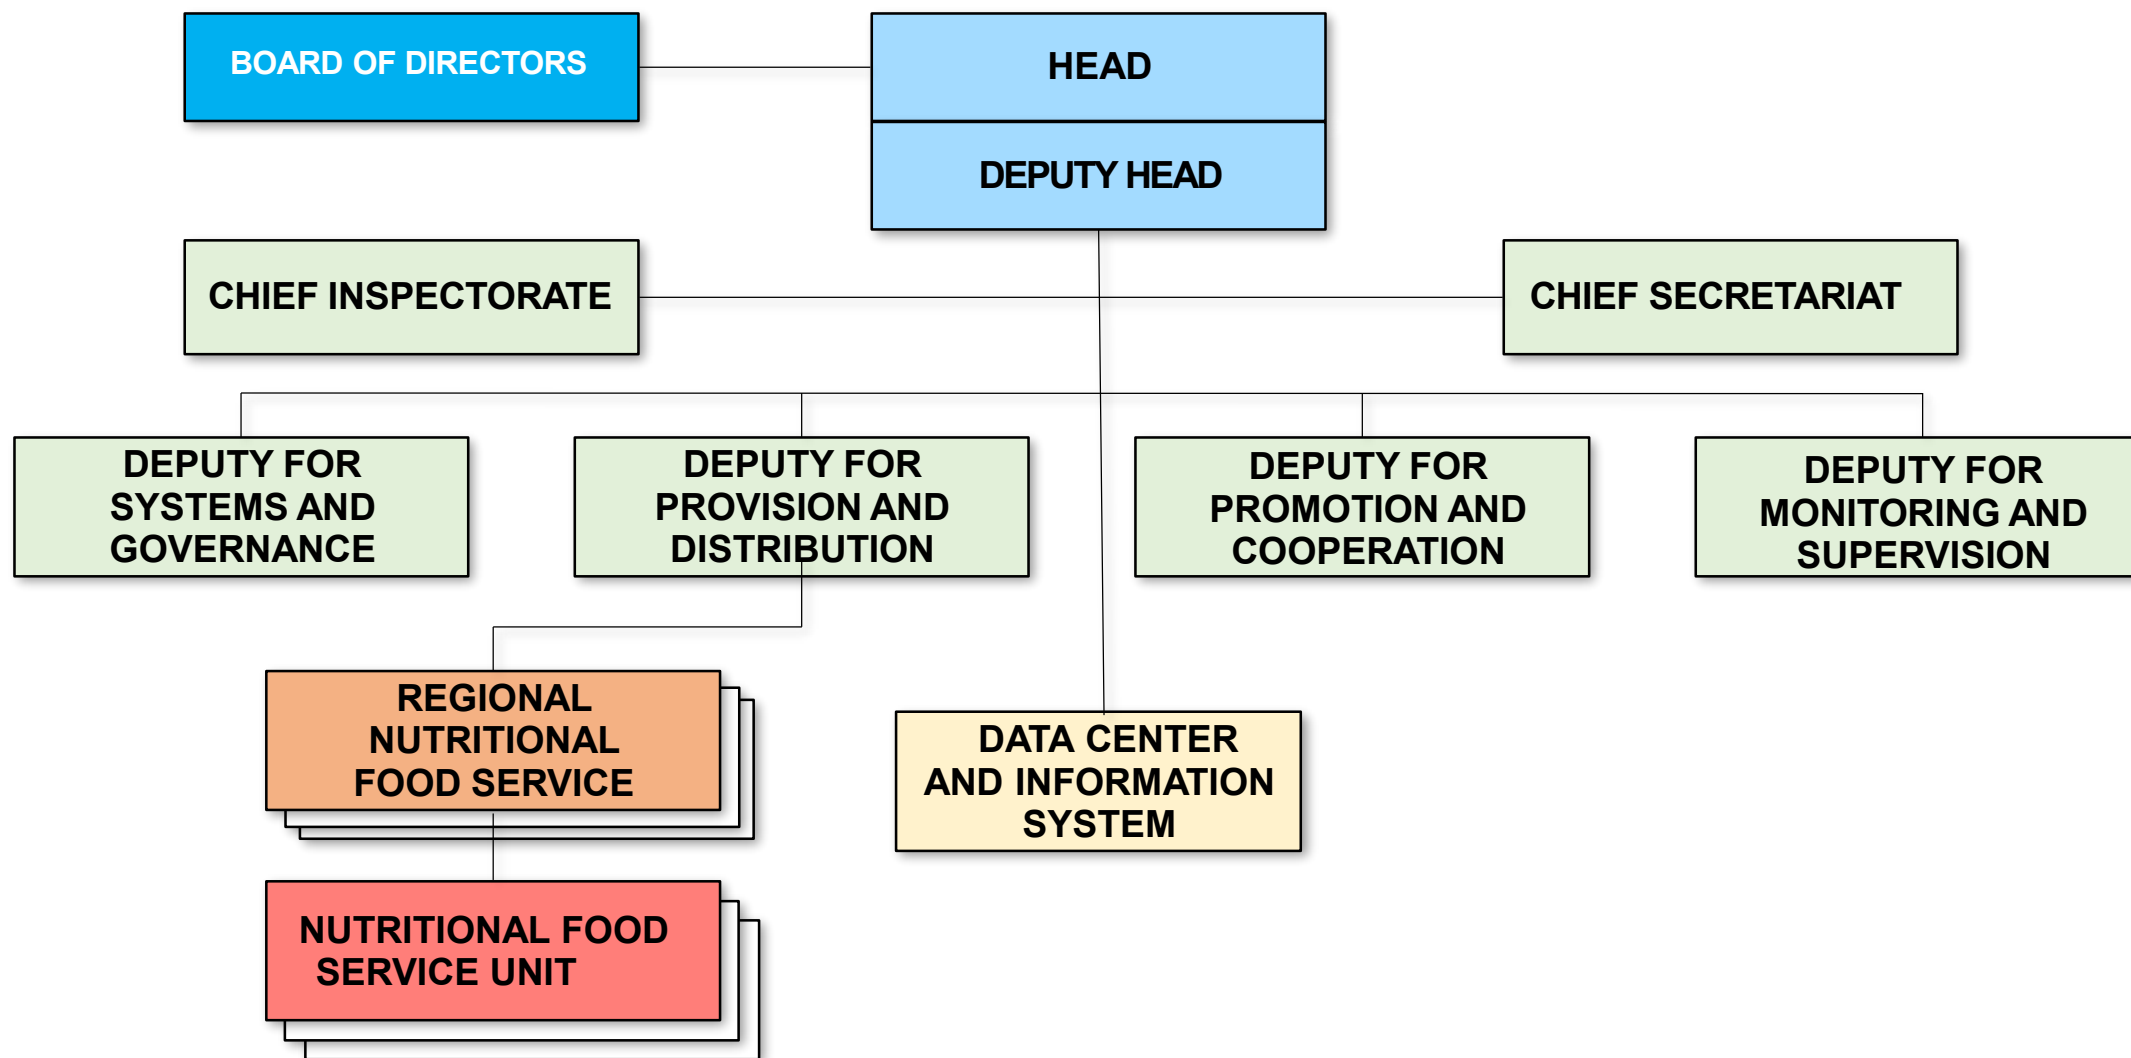 BOARD OF DIRECTORS
HEAD
DEPUTY HEAD
CHIEF INSPECTORATE
CHIEF SECRETARIAT
DEPUTY FOR
SYSTEMS AND
GOVERNANCE
DEPUTY FOR
PROVISION AND
DISTRIBUTION
DEPUTY FOR
PROMOTION AND
COOPERATION
DEPUTY FOR
MONITORING AND
SUPERVISION
REGIONAL
NUTRITIONAL
FOOD SERVICE
DATA CENTER
AND INFORMATION
SYSTEM
NUTRITIONAL FOOD
SERVICE UNIT